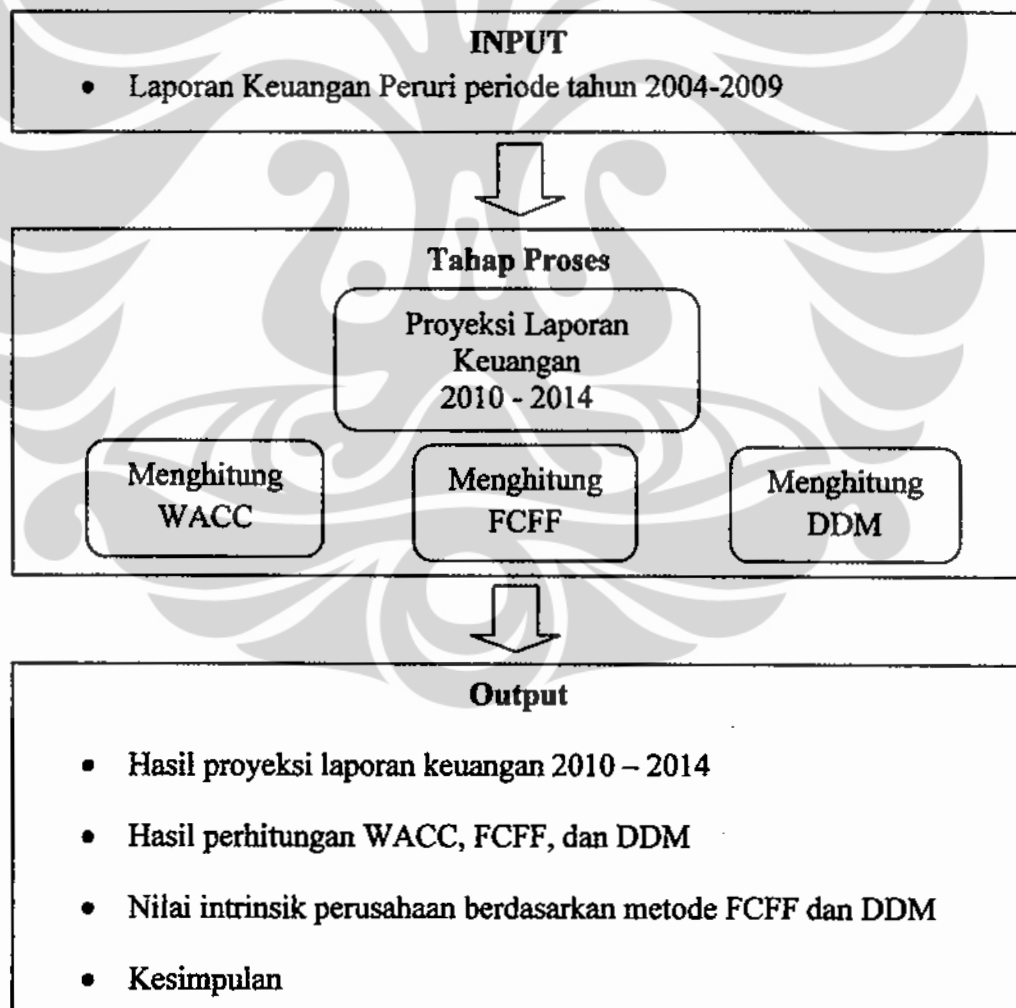 INPUT
• Laporan Keuangan Peruri periode tahun 2004-2009
Tahap Proses
Proyeksi Laporan
Keuangan
2010 - 2014
Menghitung
WACC
Menghitung
FCFF
Menghitung
DDM
Output
• Hasil proyeksi laporan keuangan 2010 – 2014
• Hasil perhitungan WACC, FCFF, dan DDM
• Nilai intrinsik perusahaan berdasarkan metode FCFF dan DDM
• Kesimpulan